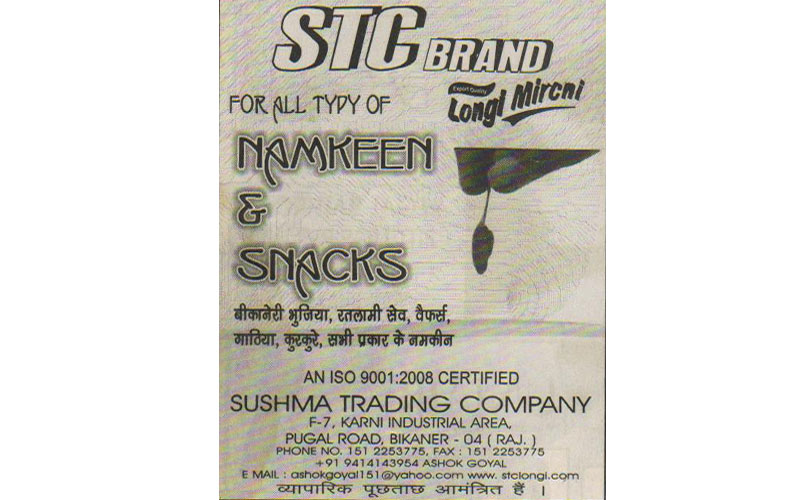 STC BRAND
Export Quality
Longi Mircni
FOR ALL TYPY OF
NAMKEEN
&
SNACKS
बीकानेरी भुजिया, रतलामी सेव, वैफर्स,
गाठिया, कुरकुरे, सभी प्रकार के नमकीन
AN ISO 9001:2008 CERTIFIED
SUSHMA TRADING COMPANY
F-7, KARNI INDUSTRIAL AREA,
PUGAL ROAD, BIKANER - 04 ( RAJ. )
PHONE NO. 151 2253775, FAX : 151 2253775
+91 9414143954 ASHOK GOYAL
E MAIL : ashokgoyal151@yahoo.com www. stclongi.com
व्यापारिक पूछताछ आमंत्रित हैं ।